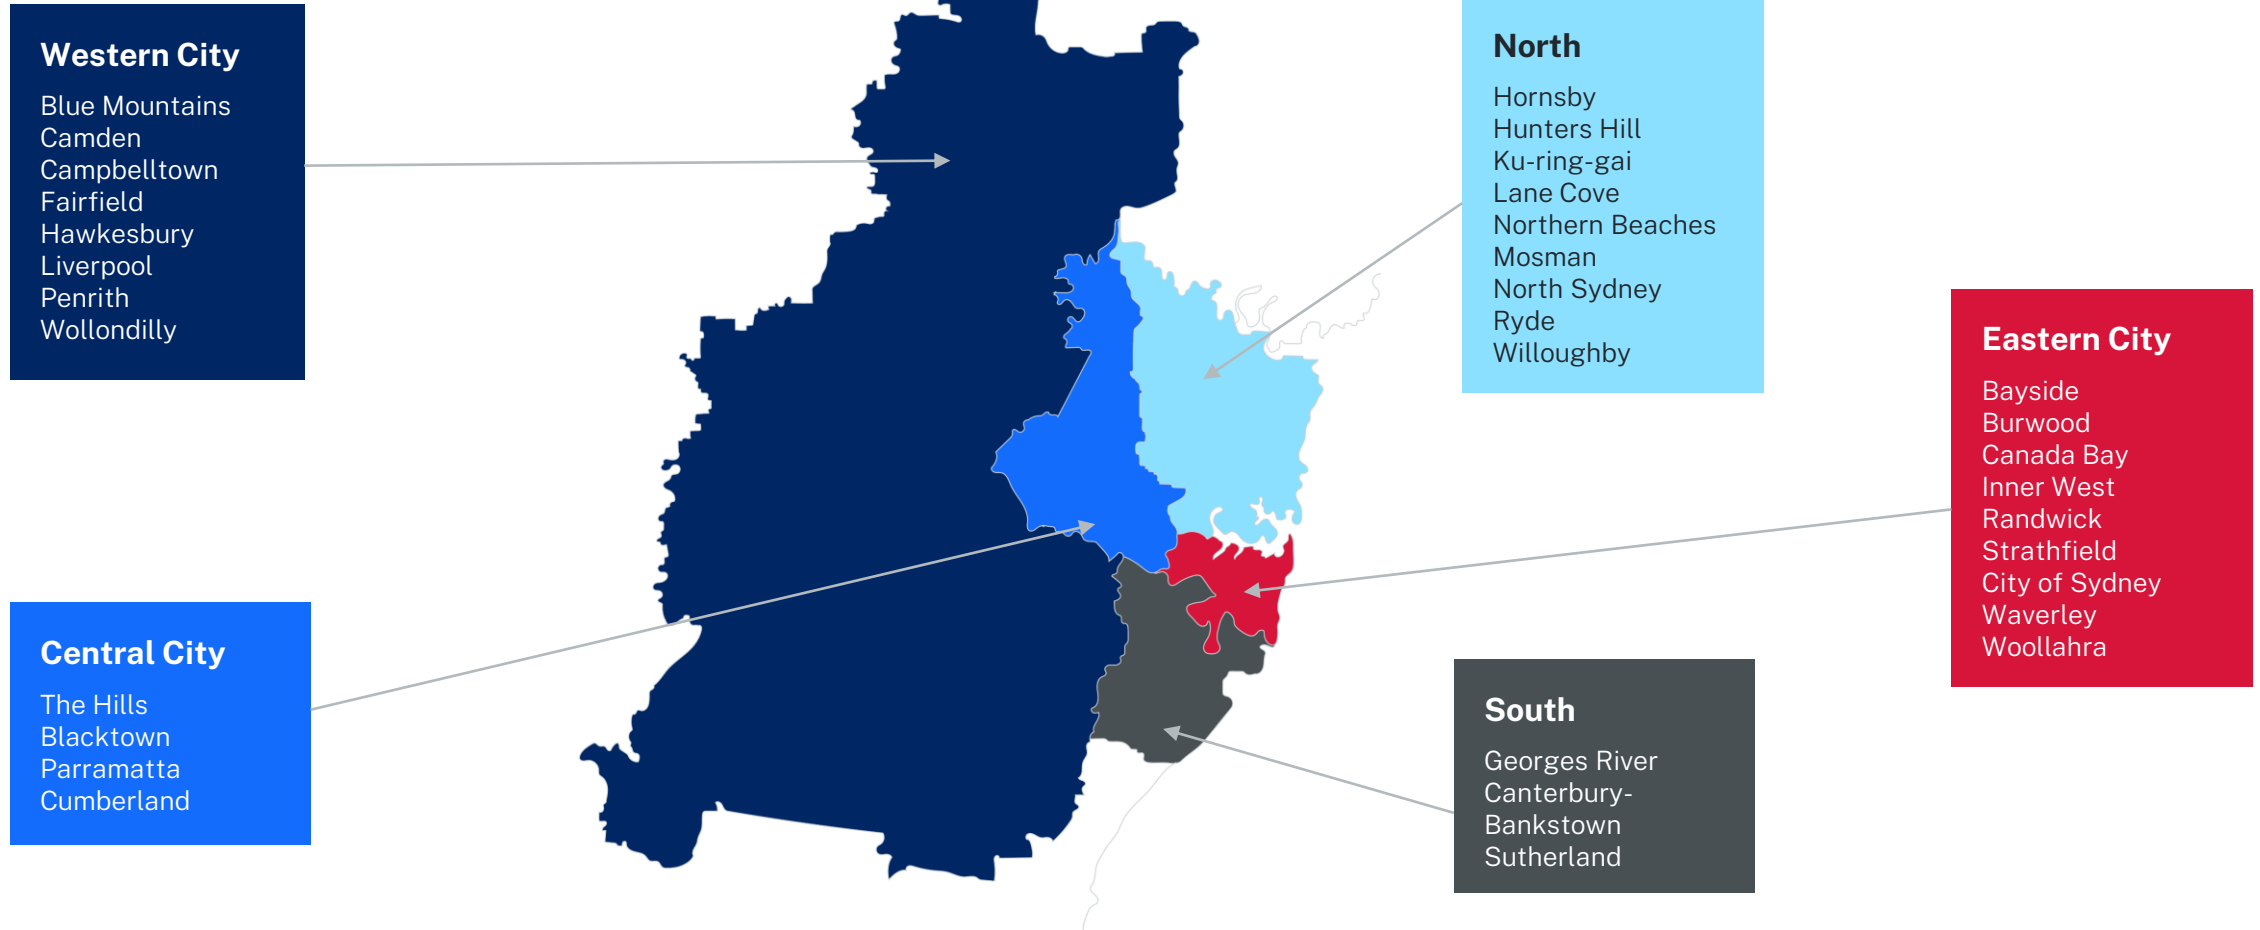 Western City
Blue Mountains
Camden
Campbelltown
Fairfield
Hawkesbury
Liverpool
Penrith
Wollondilly
North
Hornsby
Hunters Hill
Ku-ring-gai
Lane Cove
Northern Beaches
Mosman
North Sydney
Ryde
Willoughby
Eastern City
Bayside
Burwood
Canada Bay
Inner West
Randwick
Strathfield
City of Sydney
Waverley
Woollahra
Central City
The Hills
Blacktown
Parramatta
Cumberland
South
Georges River
Canterbury-
Bankstown
Sutherland